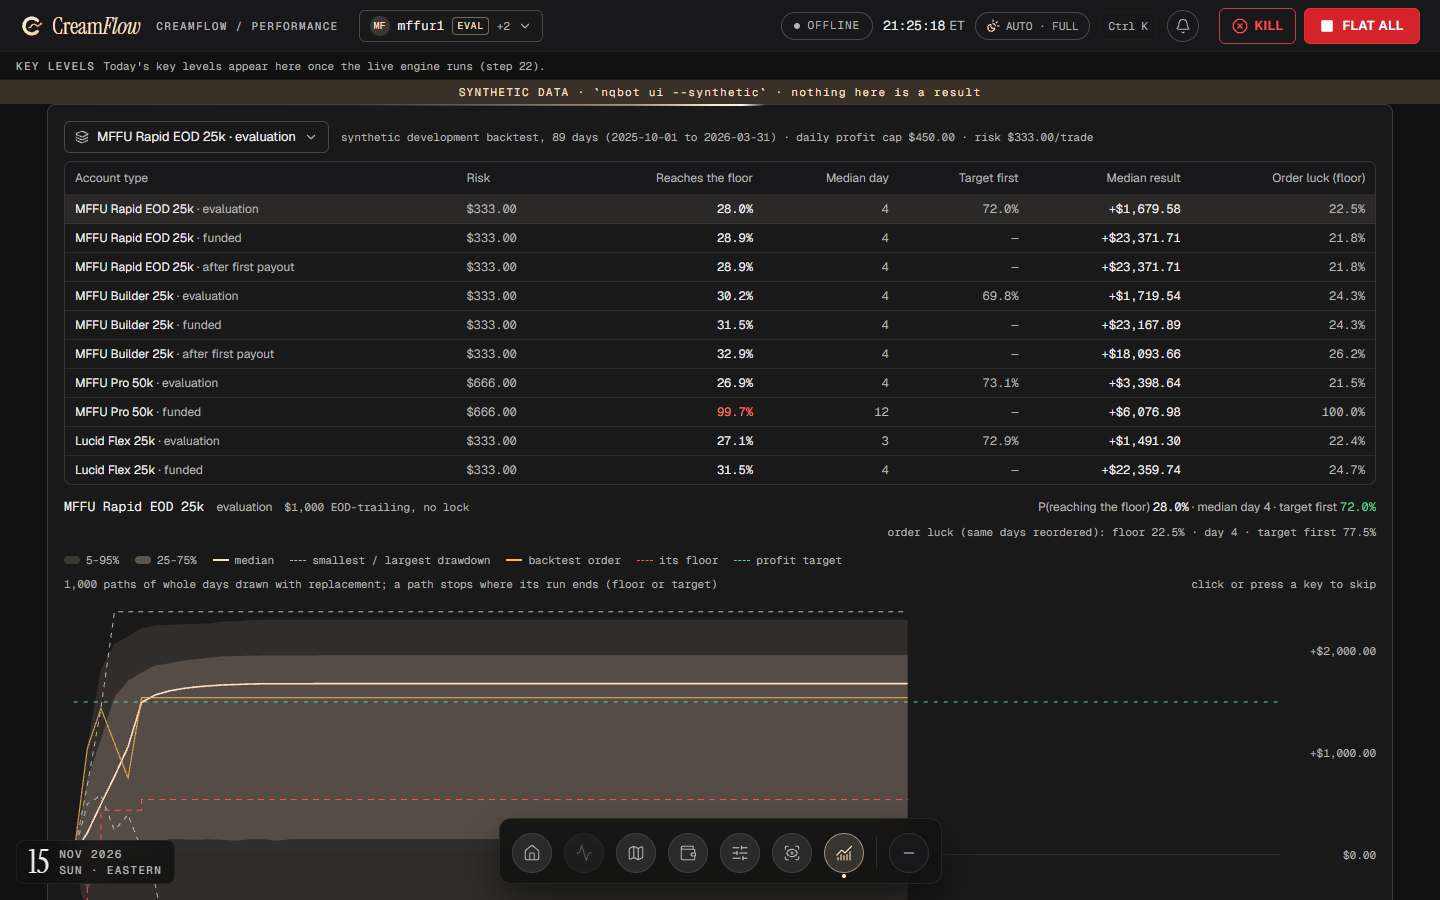 CreamFlow CREAMFLOW / PERFORMANCE MF mffur1 EVAL +2 OFFLINE 21:25:18 ET AUTO · FULL Ctrl K KILL FLAT ALL
KEY LEVELS Today's key levels appear here once the live engine runs (step 22).
SYNTHETIC DATA · `nqbot ui --synthetic` · nothing here is a result
MFFU Rapid EOD 25k · evaluation synthetic development backtest, 89 days (2025-10-01 to 2026-03-31) · daily profit cap $450.00 · risk $333.00/trade
Account type Risk Reaches the floor Median day Target first Median result Order luck (floor)
MFFU Rapid EOD 25k · evaluation $333.00 28.0% 4 72.0% +$1,679.58 22.5%
MFFU Rapid EOD 25k · funded $333.00 28.9% 4 — +$23,371.71 21.8%
MFFU Rapid EOD 25k · after first payout $333.00 28.9% 4 — +$23,371.71 21.8%
MFFU Builder 25k · evaluation $333.00 30.2% 4 69.8% +$1,719.54 24.3%
MFFU Builder 25k · funded $333.00 31.5% 4 — +$23,167.89 24.3%
MFFU Builder 25k · after first payout $333.00 32.9% 4 — +$18,093.66 26.2%
MFFU Pro 50k · evaluation $666.00 26.9% 4 73.1% +$3,398.64 21.5%
MFFU Pro 50k · funded $666.00 99.7% 12 — +$6,076.98 100.0%
Lucid Flex 25k · evaluation $333.00 27.1% 3 72.9% +$1,491.30 22.4%
Lucid Flex 25k · funded $333.00 31.5% 4 — +$22,359.74 24.7%
MFFU Rapid EOD 25k evaluation $1,000 EOD-trailing, no lock P(reaching the floor) 28.0% · median day 4 · target first 72.0%
order luck (same days reordered): floor 22.5% · day 4 · target first 77.5%
5–95% 25–75% median smallest / largest drawdown backtest order its floor profit target
1,000 paths of whole days drawn with replacement; a path stops where its run ends (floor or target) click or press a key to skip
+$2,000.00
+$1,000.00
$0.00
15 NOV 2026
SUN · EASTERN